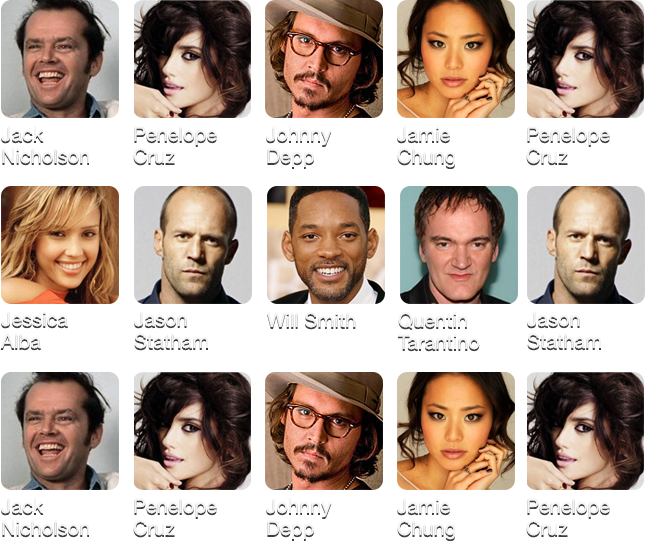 Jack
Nicholson
Penelope
Cruz
Johnny
Depp
Jamie
Chung
Penelope
Cruz
Jessica
Alba
Jason
Statham
Will Smith
Quentin
Tarantino
Jason
Statham
Jack
Nicholson
Penelope
Cruz
Johnny
Depp
Jamie
Chung
Penelope
Cruz